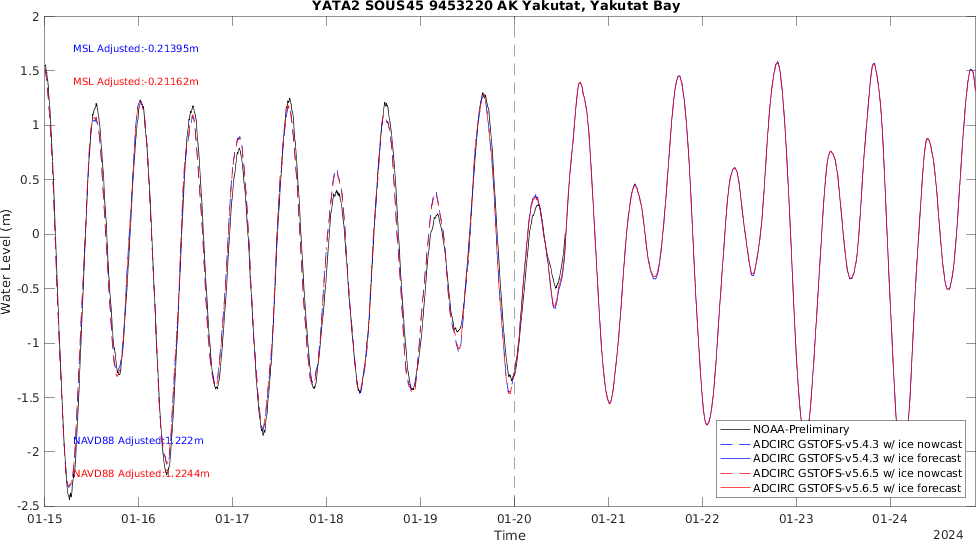 YATA2 SOUS45 9453220 AK Yakutat, Yakutat Bay
2
1.5
1
0.5
0
-0.5
-1
-1.5
-2
-2.5
Water Level (m)
MSL Adjusted:-0.21395m
MSL Adjusted:-0.21162m
NAVD88 Adjusted:1.222m
NAVD88 Adjusted:1.2244m
NOAA-Preliminary
ADCIRC GSTOFS-v5.4.3 w/ ice nowcast
ADCIRC GSTOFS-v5.4.3 w/ ice forecast
ADCIRC GSTOFS-v5.6.5 w/ ice nowcast
ADCIRC GSTOFS-v5.6.5 w/ ice forecast
01-15 01-16 01-17 01-18 01-19 01-20 01-21 01-22 01-23 01-24
Time
2024